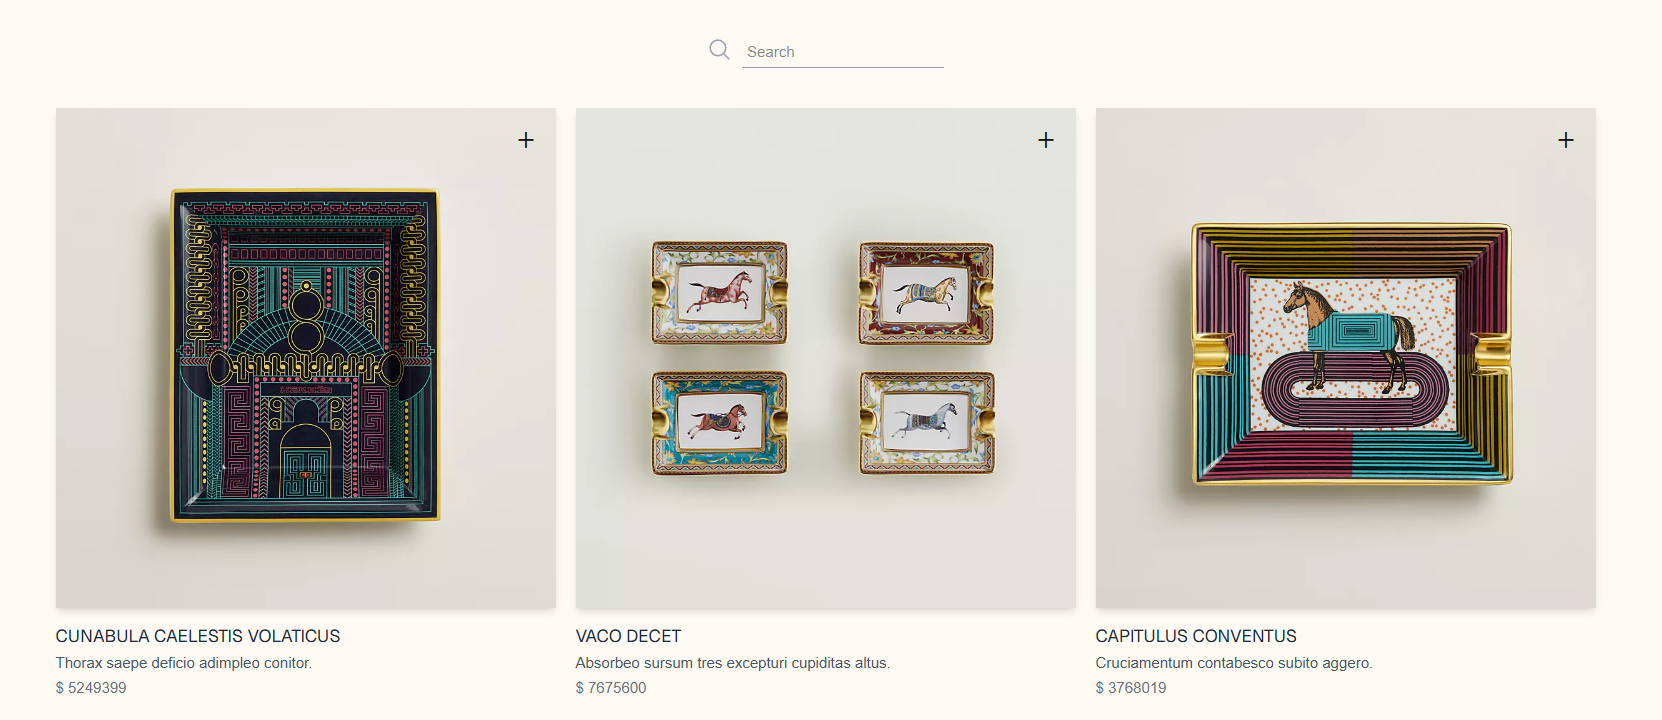 Search
CUNABULA CAELESTIS VOLATICUS
Thorax saepe deficio adimpleo conitor.
$ 5249399
VACO DECET
Absorbeo sursum tres excepturi cupiditas altus.
$ 7675600
CAPITULUS CONVENTUS
Cruciamentum contabesco subito aggero.
$ 3768019